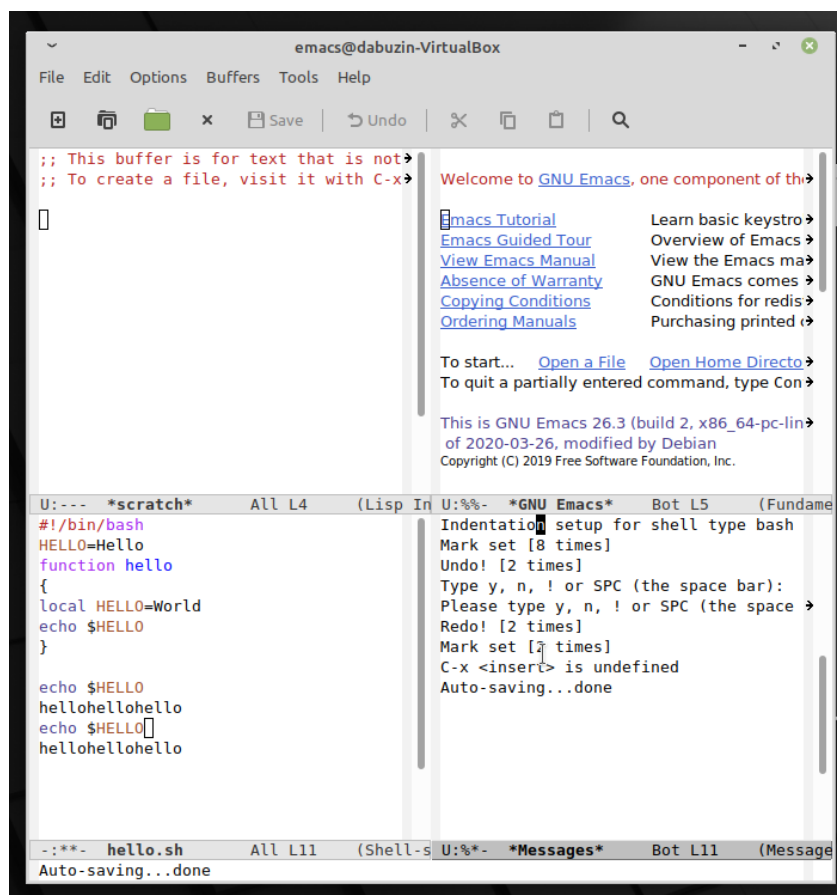 emacs@dabuzin-VirtualBox
File Edit Options Buffers Tools Help
Save Undo
;; This buffer is for text that is not
;; To create a file, visit it with C-x
U:--- *scratch* All L4 (Lisp In
Welcome to GNU Emacs, one component of the
Emacs Tutorial Learn basic keystro
Emacs Guided Tour Overview of Emacs
View Emacs Manual View the Emacs ma
Absence of Warranty GNU Emacs comes
Copying Conditions Conditions for redis
Ordering Manuals Purchasing printed c
To start... Open a File Open Home Directo
To quit a partially entered command, type Con
This is GNU Emacs 26.3 (build 2, x86_64-pc-lin
of 2020-03-26, modified by Debian
Copyright (C) 2019 Free Software Foundation, Inc.
U:%%- *GNU Emacs* Bot L5 (Fundame
#!/bin/bash
HELLO=Hello
function hello
{
local HELLO=World
echo $HELLO
}
echo $HELLO
hellohellohello
echo $HELLO
hellohellohello
-:**- hello.sh All L11 (Shell-s
Indentation setup for shell type bash
Mark set [8 times]
Undo! [2 times]
Type y, n, ! or SPC (the space bar):
Please type y, n, ! or SPC (the space
Redo! [2 times]
Mark set [2 times]
C-x <insert> is undefined
Auto-saving...done
U:%*- *Messages* Bot L11 (Message
Auto-saving...done